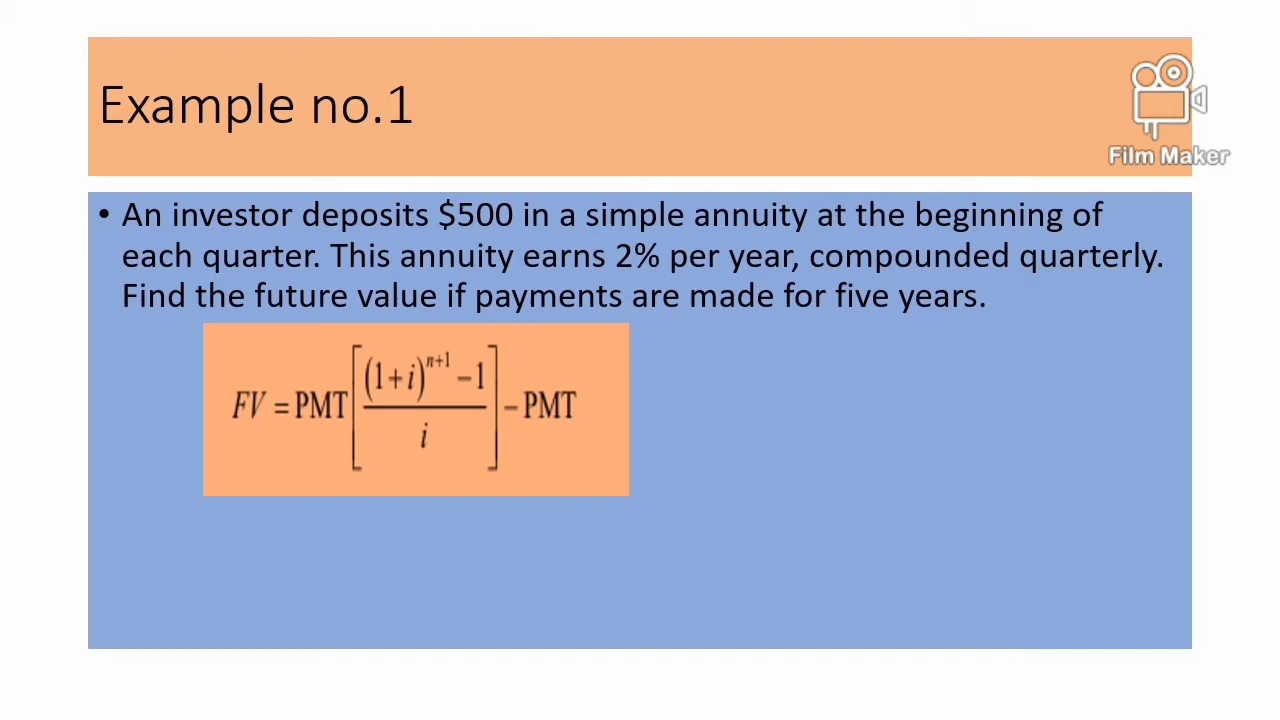 Example no.1
Film Maker
• An investor deposits $500 in a simple annuity at the beginning of
each quarter. This annuity earns 2% per year, compounded quarterly.
Find the future value if payments are made for five years.
FV = PMT[((1+i)^{n+1} − 1)/i] − PMT